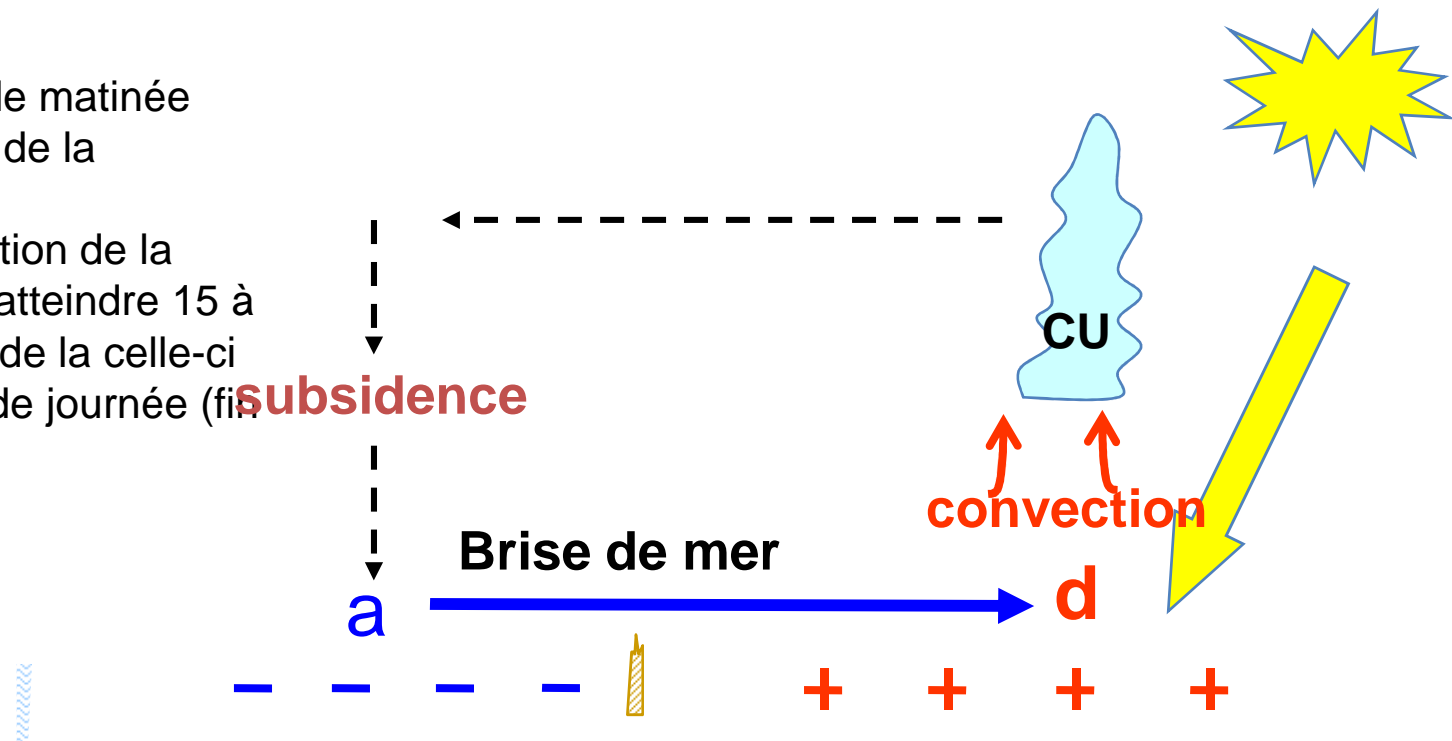 le matinée
de la
tion de la
atteindre 15 à
de la celle-ci
de journée (fin
subsidence
CU
convection
Brise de mer
a
d
− − − −
+ + + +